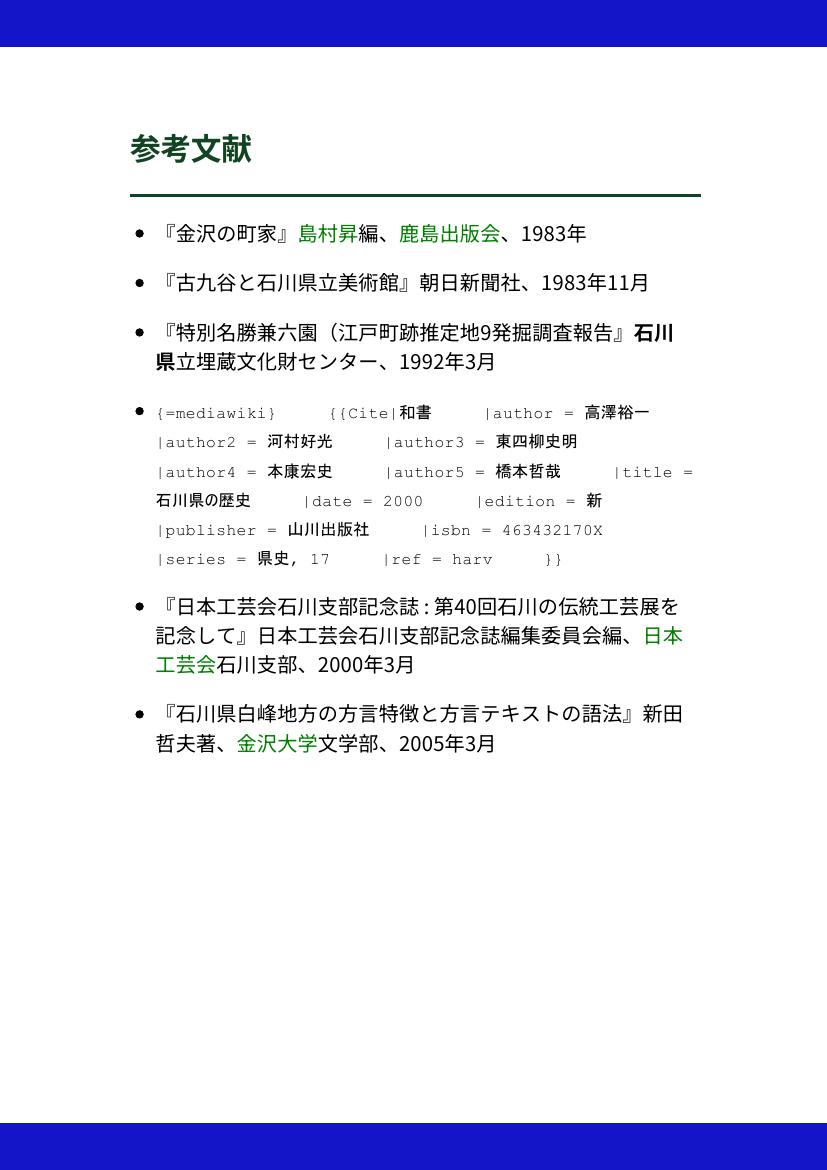 参考文献
『金沢の町家』島村昇編、鹿島出版会、1983年
『古九谷と石川県立美術館』朝日新聞社、1983年11月
『特別名勝兼六園（江戸町跡推定地9発掘調査報告』石川
県立埋蔵文化財センター、1992年3月
{=mediawiki} {{Cite|和書 |author = 高澤裕一
|author2 = 河村好光 |author3 = 東四柳史明
|author4 = 本康宏史 |author5 = 橋本哲哉 |title =
石川県の歴史 |date = 2000 |edition = 新
|publisher = 山川出版社 |isbn = 463432170X
|series = 県史, 17 |ref = harv }}
『日本工芸会石川支部記念誌 : 第40回石川の伝統工芸展を
記念して』日本工芸会石川支部記念誌編集委員会編、日本
工芸会石川支部、2000年3月
『石川県白峰地方の方言特徴と方言テキストの語法』新田
哲夫著、金沢大学文学部、2005年3月